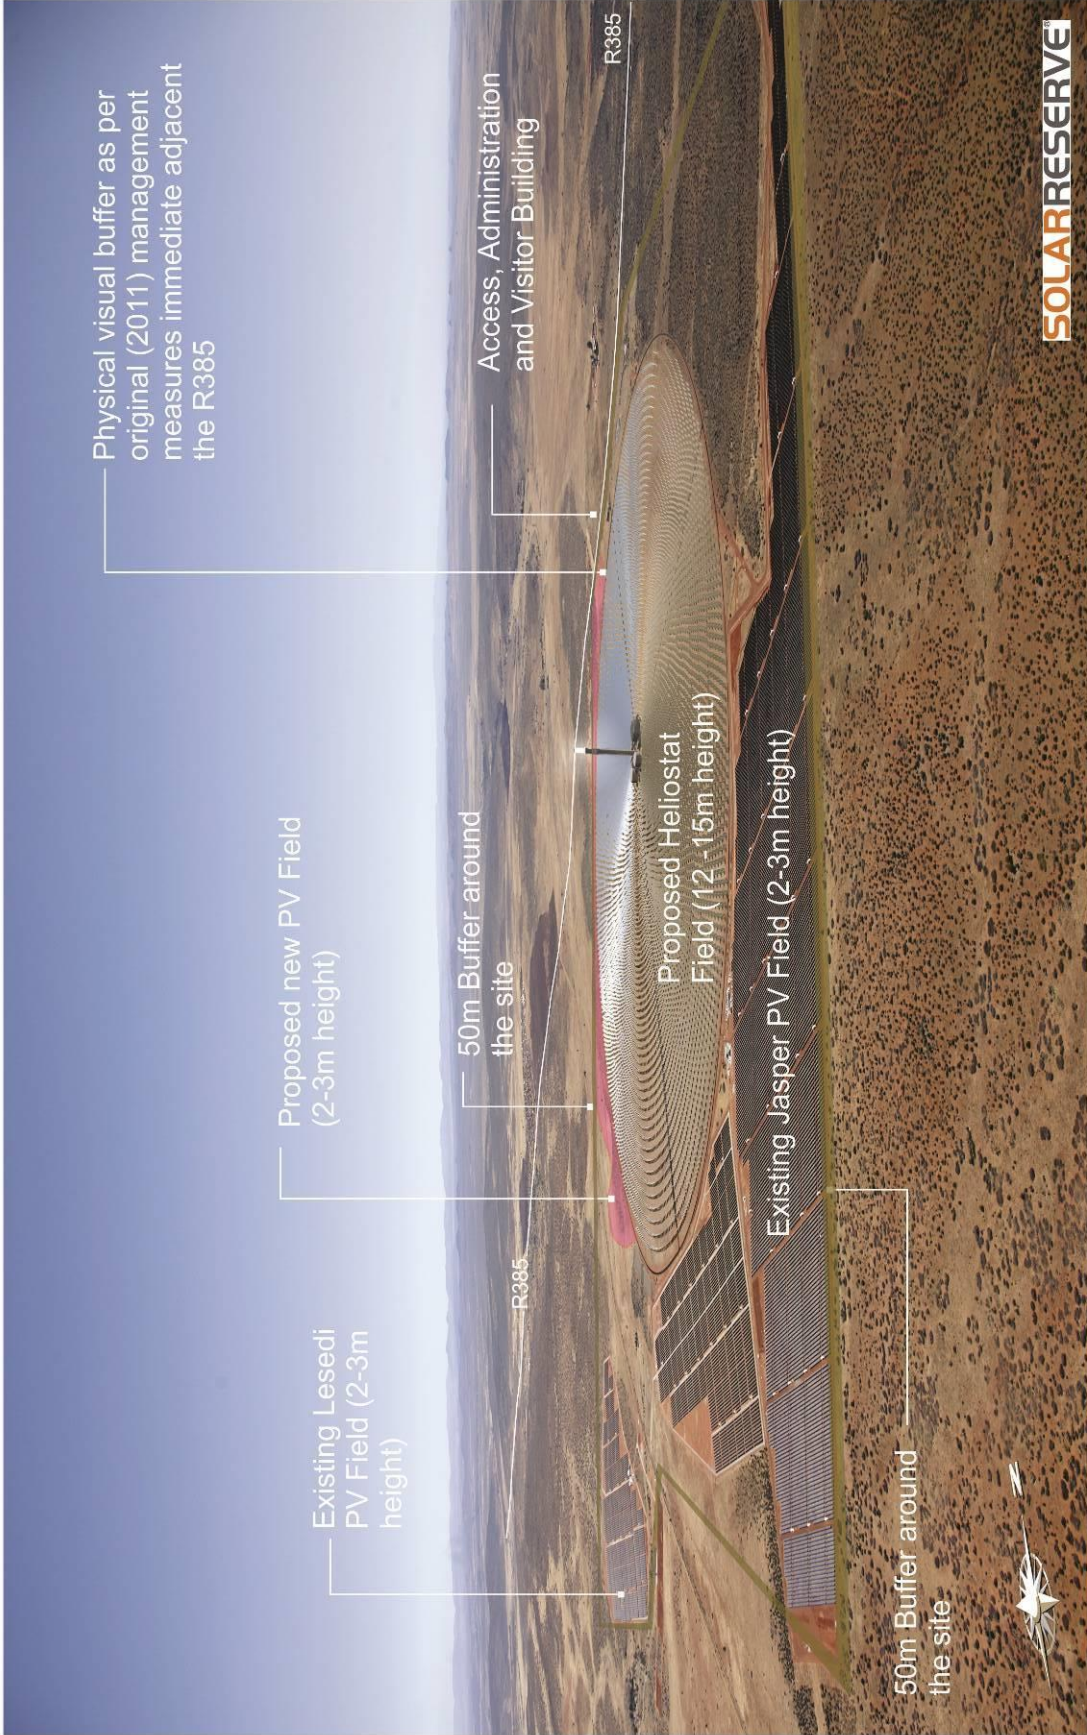 Physical visual buffer as per
original (2011) management
measures immediate adjacent
the R385
Proposed new PV Field
(2-3m height)
Existing Lesedi
PV Field (2-3m
height)
50m Buffer around
the site
Access, Administration
and Visitor Building
R385
R385
Proposed Heliostat
Field (12 -15m height)
Existing Jasper PV Field (2-3m height)
50m Buffer around
the site
N
SOLARRESERVE®